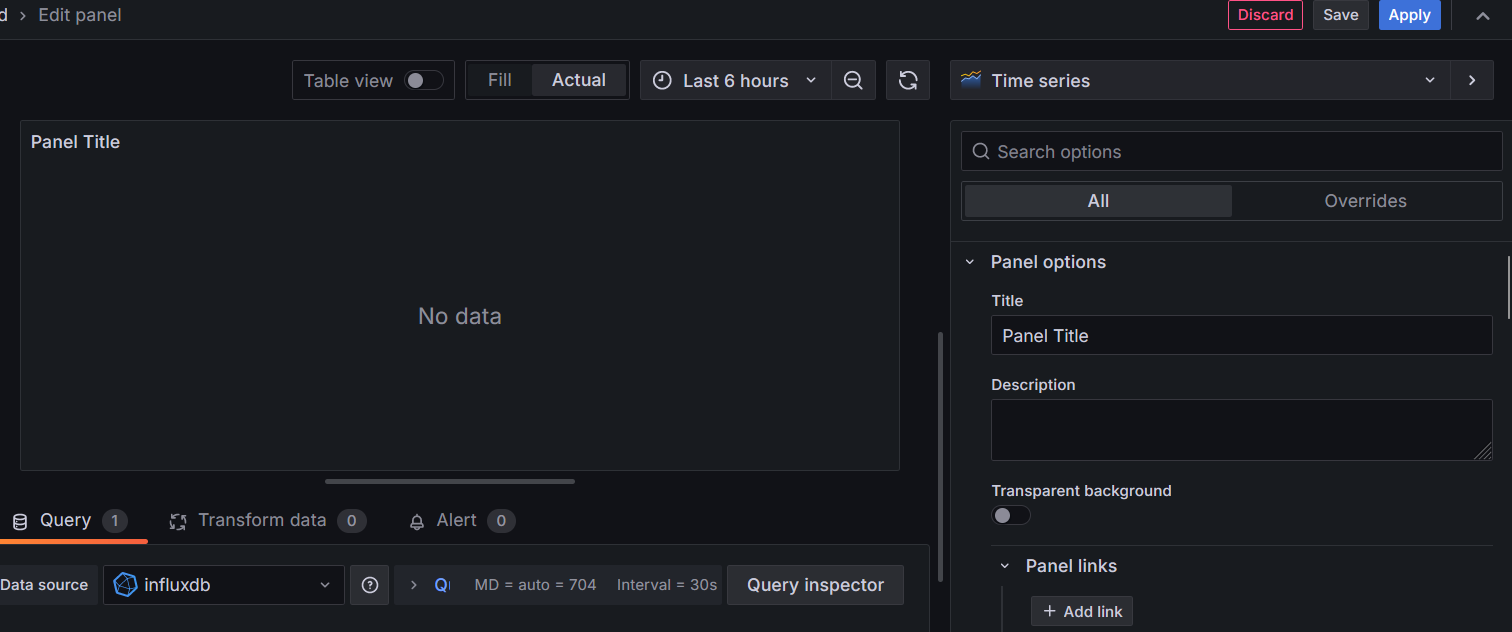 d > Edit panel
Discard Save Apply
Table view Fill Actual Last 6 hours
Time series
Panel Title
No data
Search options
All Overrides
Panel options
Title
Panel Title
Description
Transparent background
Panel links
+ Add link
Query 1 Transform data 0 Alert 0
Data source influxdb MD = auto = 704 Interval = 30s Query inspector